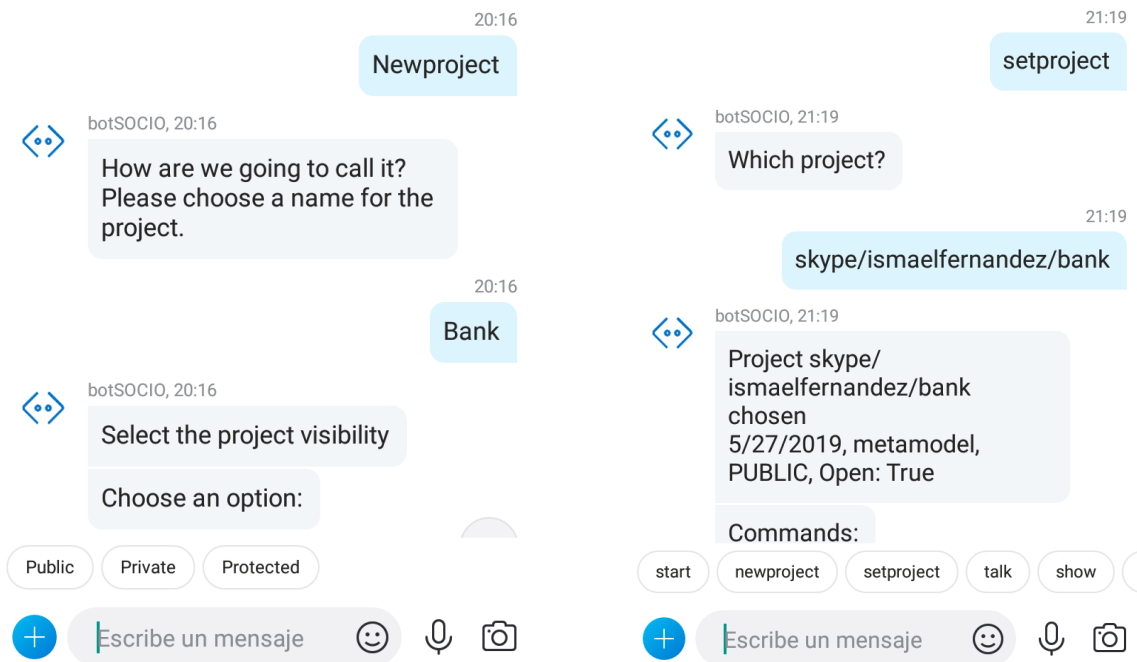 20:16
Newproject
botSOCIO, 20:16
How are we going to call it?
Please choose a name for the
project.
20:16
Bank
botSOCIO, 20:16
Select the project visibility
Choose an option:
Public
Private
Protected
Escribe un mensaje
21:19
setproject
botSOCIO, 21:19
Which project?
21:19
skype/ismaelfernandez/bank
botSOCIO, 21:19
Project skype/
ismaelfernandez/bank
chosen
5/27/2019, metamodel,
PUBLIC, Open: True
Commands:
start
newproject
setproject
talk
show
Escribe un mensaje